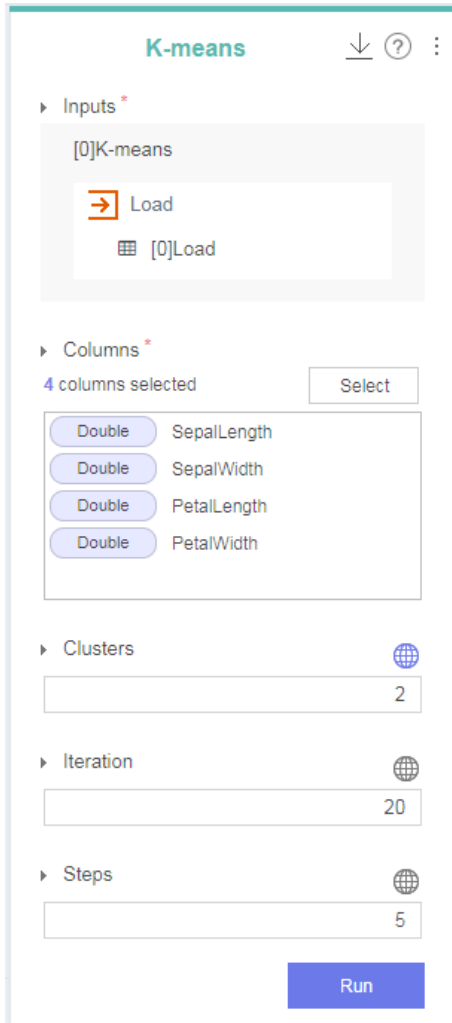 K-means
?
Inputs *
[0]K-means
Load
[0]Load
Columns *
4 columns selected
Select
Double SepalLength
Double SepalWidth
Double PetalLength
Double PetalWidth
Clusters
2
Iteration
20
Steps
5
Run